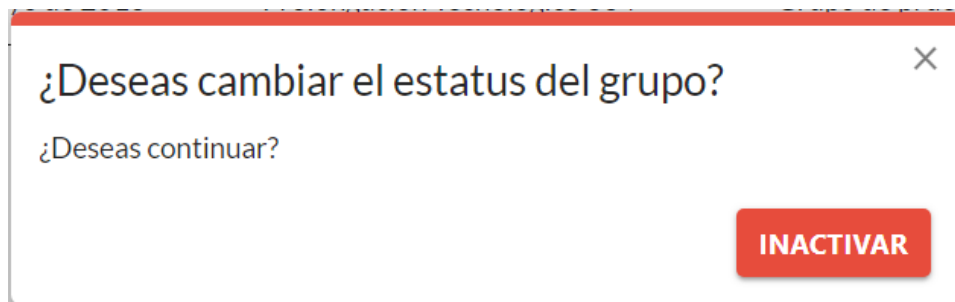 ¿Deseas cambiar el estatus del grupo?
¿Deseas continuar?
INACTIVAR